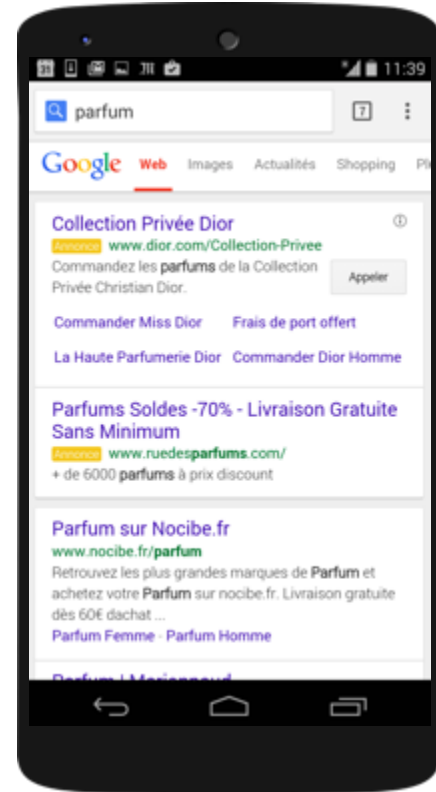 31
11:39
parfum
7
Google Web Images Actualités Shopping
Collection Privée Dior
Annonce www.dior.com/Collection-Privee
Commandez les parfums de la Collection
Privée Christian Dior.
Appeler
Commander Miss Dior Frais de port offert
La Haute Parfumerie Dior Commander Dior Homme
Parfums Soldes -70% - Livraison Gratuite
Sans Minimum
Annonce www.ruedesparfums.com/
+ de 6000 parfums à prix discount
Parfum sur Nocibe.fr
www.nocibe.fr/parfum
Retrouvez les plus grandes marques de Parfum et
achetez votre Parfum sur nocibe.fr. Livraison gratuite
dès 60€ dachat ...
Parfum Femme - Parfum Homme
Parfum | Marionnaud